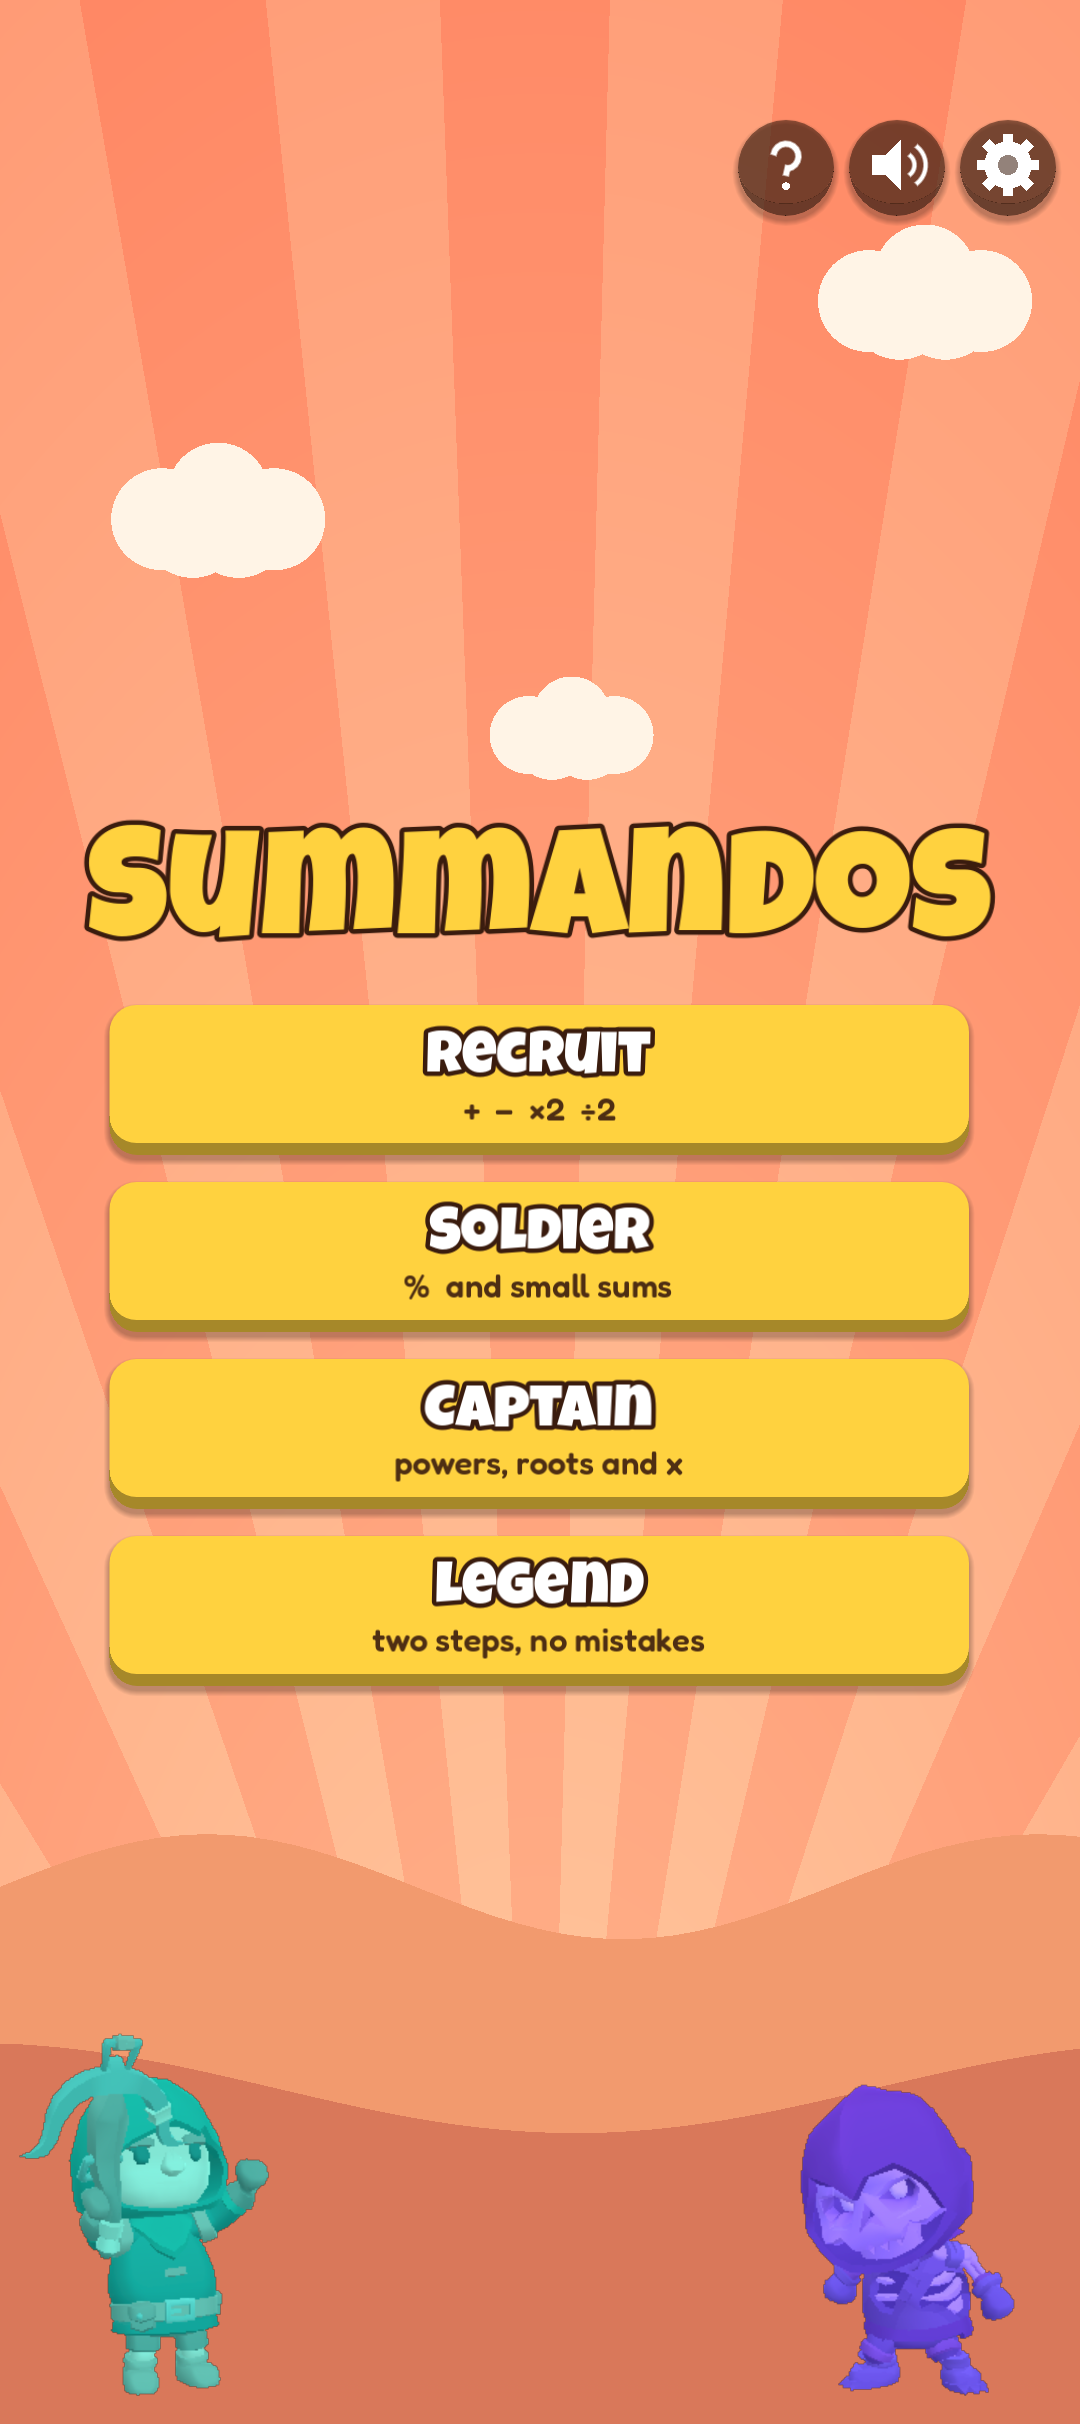 ?
SUMMANDOS
RECRUIT
+ − ×2 ÷2
SOLDIER
% and small sums
CAPTAIN
powers, roots and x
LEGEND
two steps, no mistakes